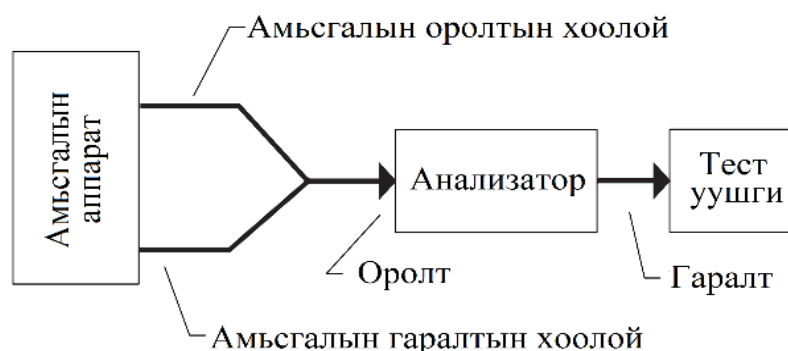 Амьсгалын оролтын хоолой
Амьсгалын
аппарат
Анализатор
Тест
уушги
Оролт
Гаралт
Амьсгалын гаралтын хоолой